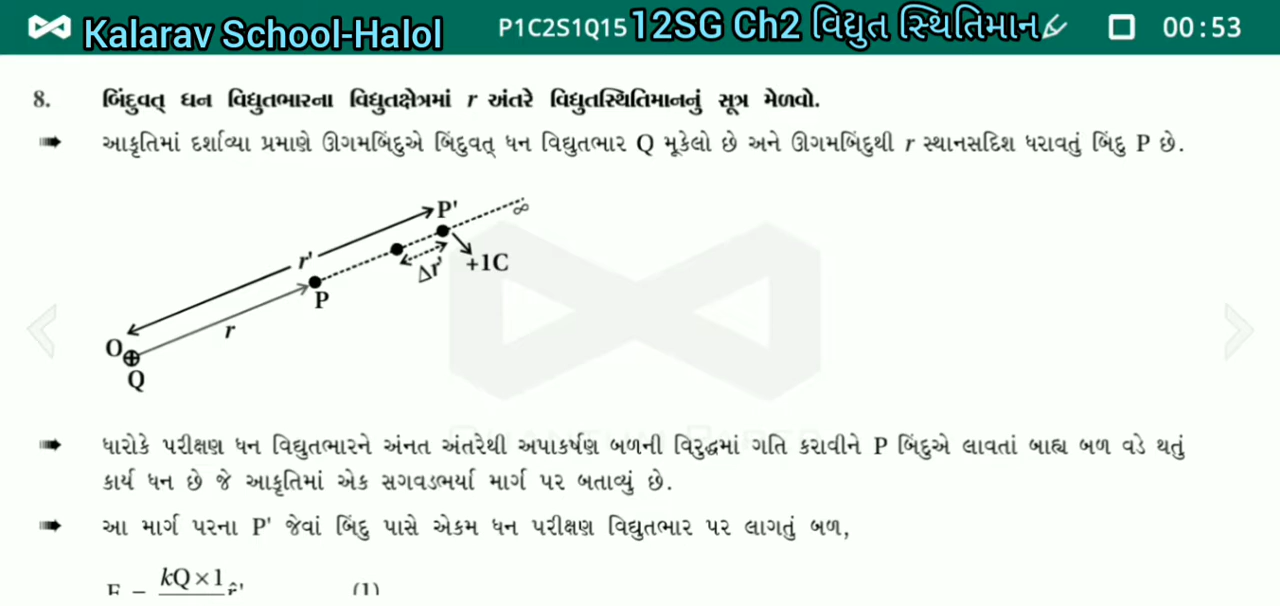 Kalarav School-Halol P1C2S1Q15 12SG Ch2 વિદ્યુત સ્થિતિમાન 00:53
8. બિંદુવત્ ધન વિદ્યુતભારના વિદ્યુતક્ષેત્રમાં r અંતરે વિદ્યુતસ્થિતિમાનનું સૂત્ર મેળવો.
આકૃતિમાં દર્શાવ્યા પ્રમાણે ઊગમબિંદુએ બિંદુવત્ ધન વિદ્યુતભાર Q મૂકેલો છે અને ઊગમબિંદુથી r સ્થાનસદિશ ધરાવતું બિંદુ P છે.
P'
∞
r'
Δr'
+1C
P
r
O
Q
ધારોકે પરીક્ષણ ધન વિદ્યુતભારને અંનત અંતરેથી અપાકર્ષણ બળની વિરુદ્ધમાં ગતિ કરાવીને P બિંદુએ લાવતાં બાહ્ય બળ વડે થતું
કાર્ય ધન છે જે આકૃતિમાં એક સગવડભર્યા માર્ગ પર બતાવ્યું છે.
આ માર્ગ પરના P' જેવાં બિંદુ પાસે એકમ ધન પરીક્ષણ વિદ્યુતભાર પર લાગતું બળ,
kQ×1
F = r̂' (1)